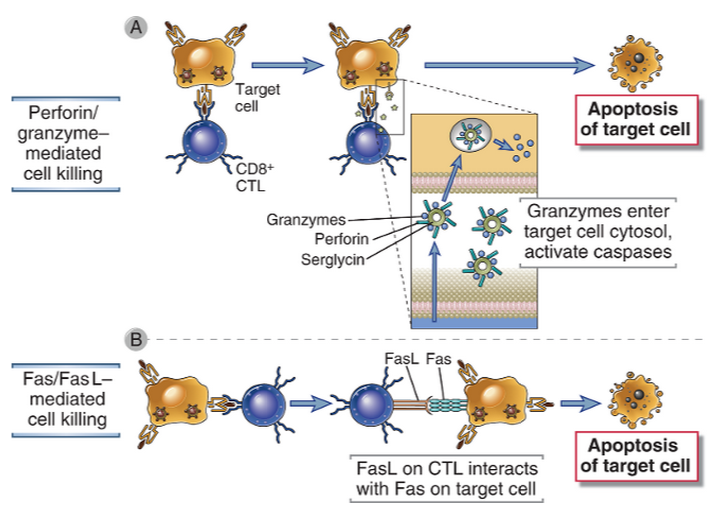 A
Target
cell
Perforin/
granzyme–
mediated
cell killing
CD8+
CTL
Apoptosis
of target cell
Granzymes
Perforin
Serglycin
Granzymes enter
target cell cytosol,
activate caspases
B
Fas/FasL–
mediated
cell killing
FasL Fas
FasL on CTL interacts
with Fas on target cell
Apoptosis
of target cell